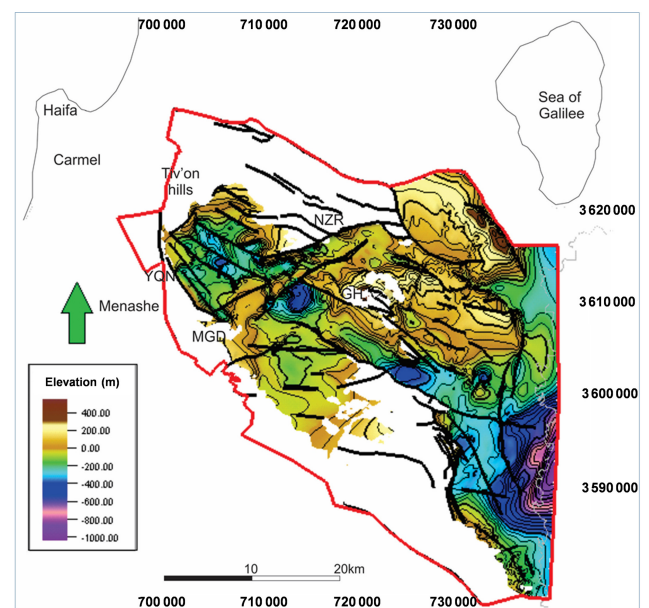 700 000 710 000 720 000 730 000
Haifa
Sea of
Galilee
Carmel
Tiv'on
hills
NZR
3 620 000
YQN
GH
Menashe
3 610 000
MGD
Elevation (m)
400.00
200.00
0.00
-200.00
-400.00
-600.00
-800.00
-1000.00
3 600 000
3 590 000
10 20km
700 000 710 000 720 000 730 000